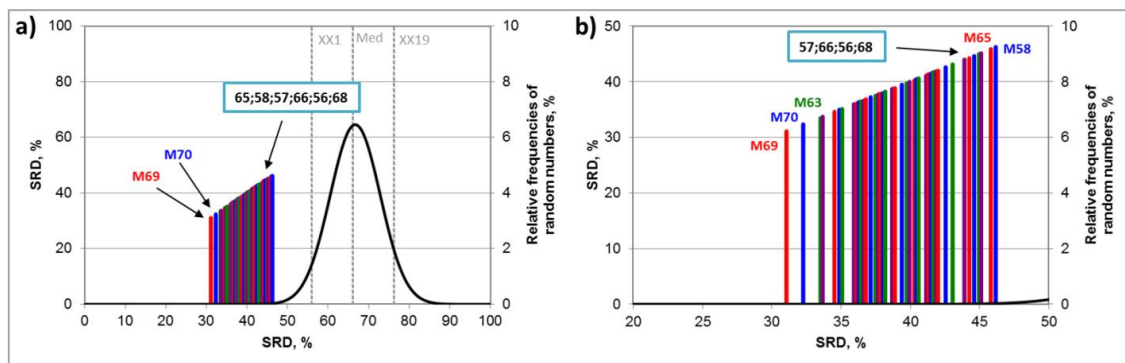 a)
100
80
60
40
20
0
SRD, %
0
10
20
30
40
50
60
70
80
90
100
SRD, %
10
8
6
4
2
0
Relative frequencies of
random numbers, %
XX1
Med
XX19
65;58;57;66;56;68
M70
M69
b)
50
40
30
20
10
0
SRD, %
20
25
30
35
40
45
50
SRD, %
10
8
6
4
2
0
Relative frequencies of
random numbers, %
57;66;56;68
M65
M58
M63
M70
M69